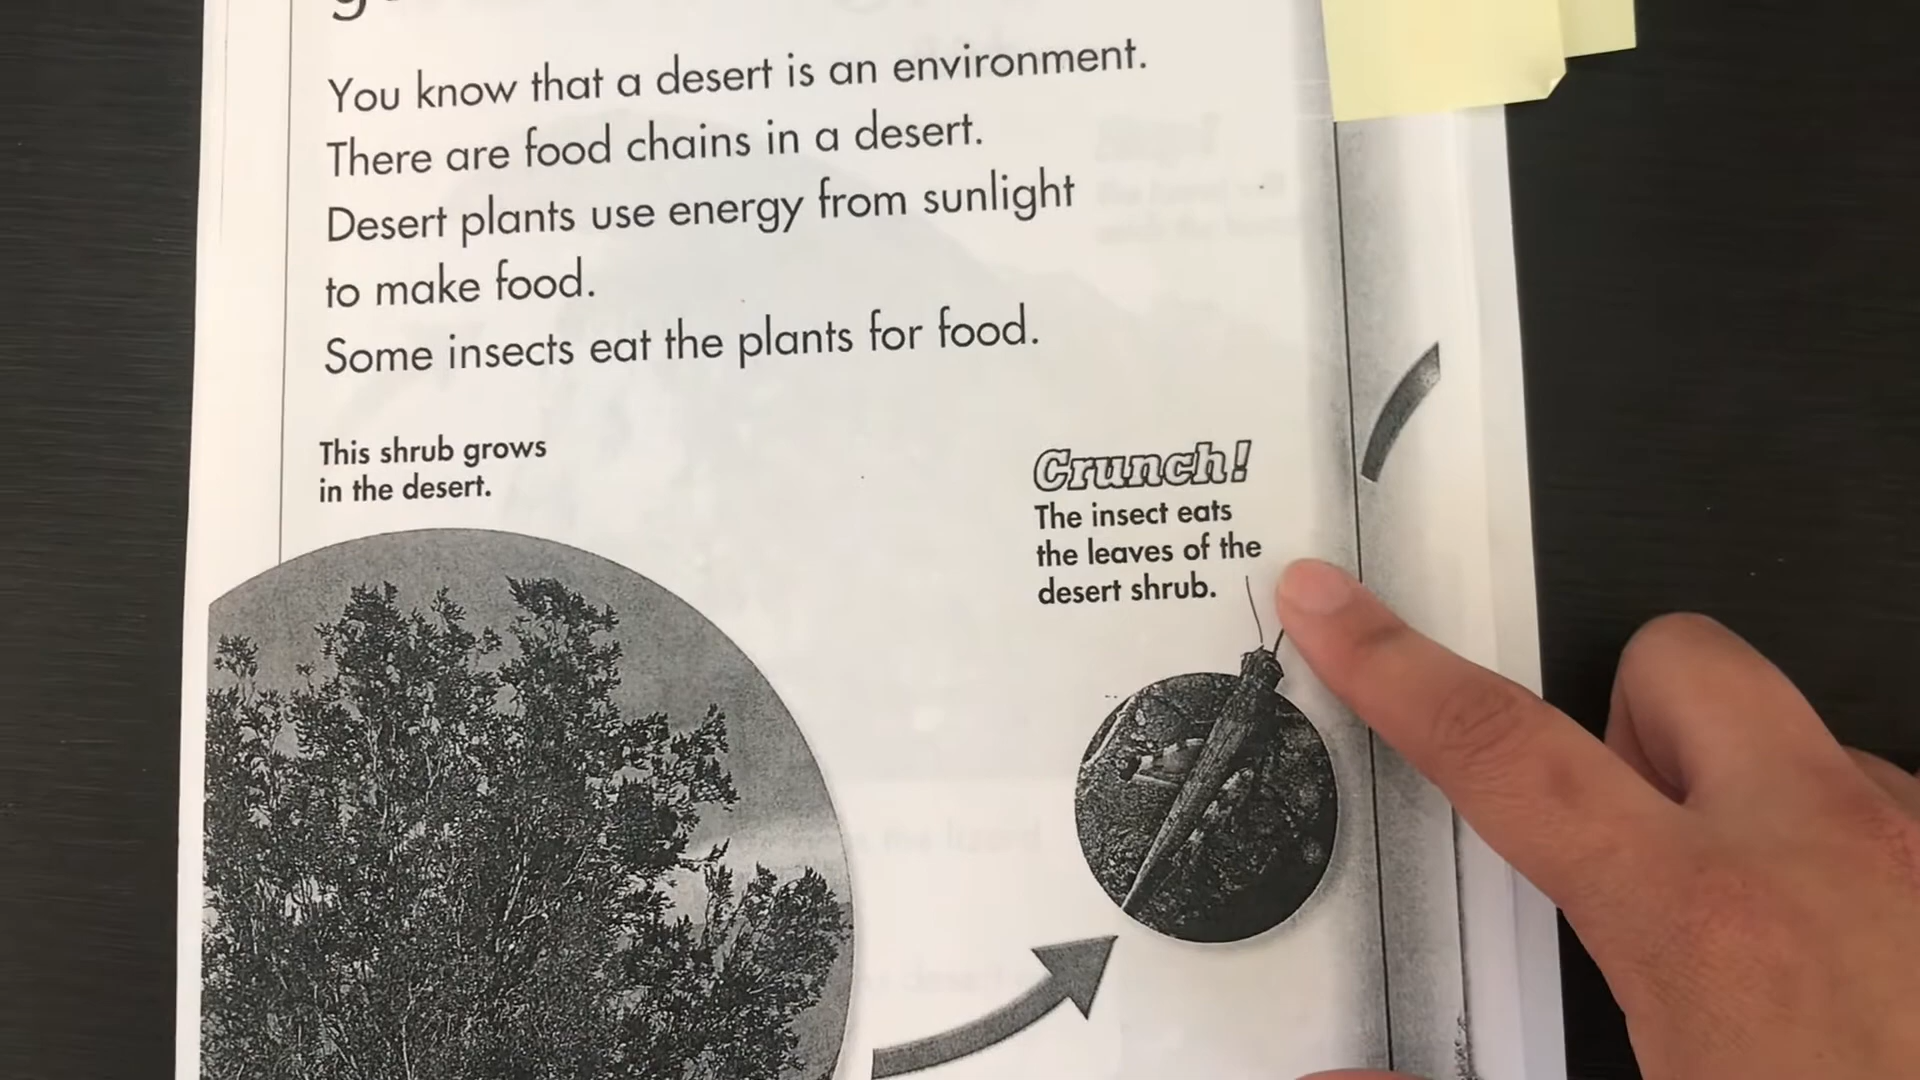 You know that a desert is an environment.
There are food chains in a desert.
Desert plants use energy from sunlight
to make food.
Some insects eat the plants for food.
This shrub grows
in the desert.
Crunch!
The insect eats
the leaves of the
desert shrub.